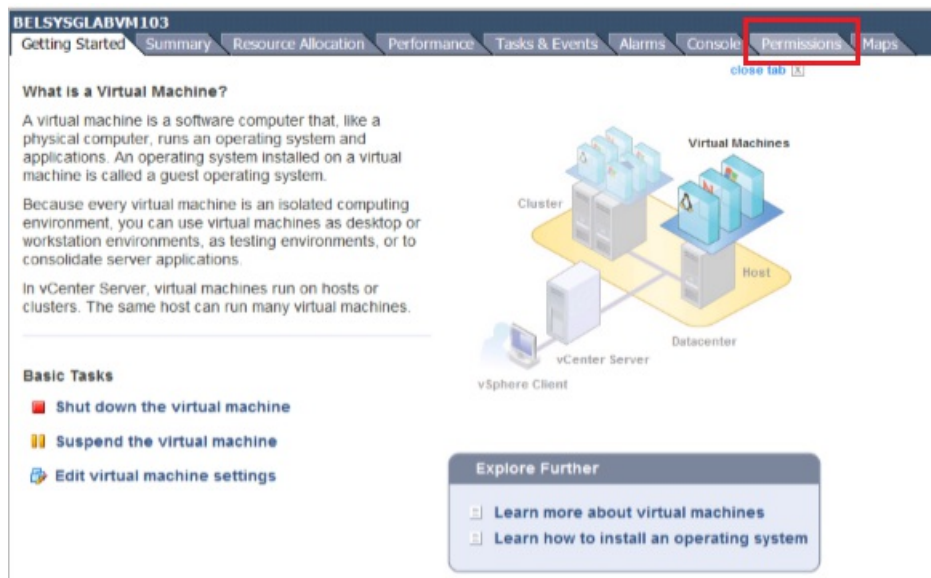 BELSYSGLABVM103
Getting Started Summary Resource Allocation Performance Tasks & Events Alarms Console Permissions Maps
close tab
What is a Virtual Machine?
A virtual machine is a software computer that, like a
physical computer, runs an operating system and
applications. An operating system installed on a virtual
machine is called a guest operating system.
Because every virtual machine is an isolated computing
environment, you can use virtual machines as desktop or
workstation environments, as testing environments, or to
consolidate server applications.
In vCenter Server, virtual machines run on hosts or
clusters. The same host can run many virtual machines.
Basic Tasks
Shut down the virtual machine
Suspend the virtual machine
Edit virtual machine settings
Virtual Machines
Cluster
Host
Datacenter
vCenter Server
vSphere Client
Explore Further
Learn more about virtual machines
Learn how to install an operating system